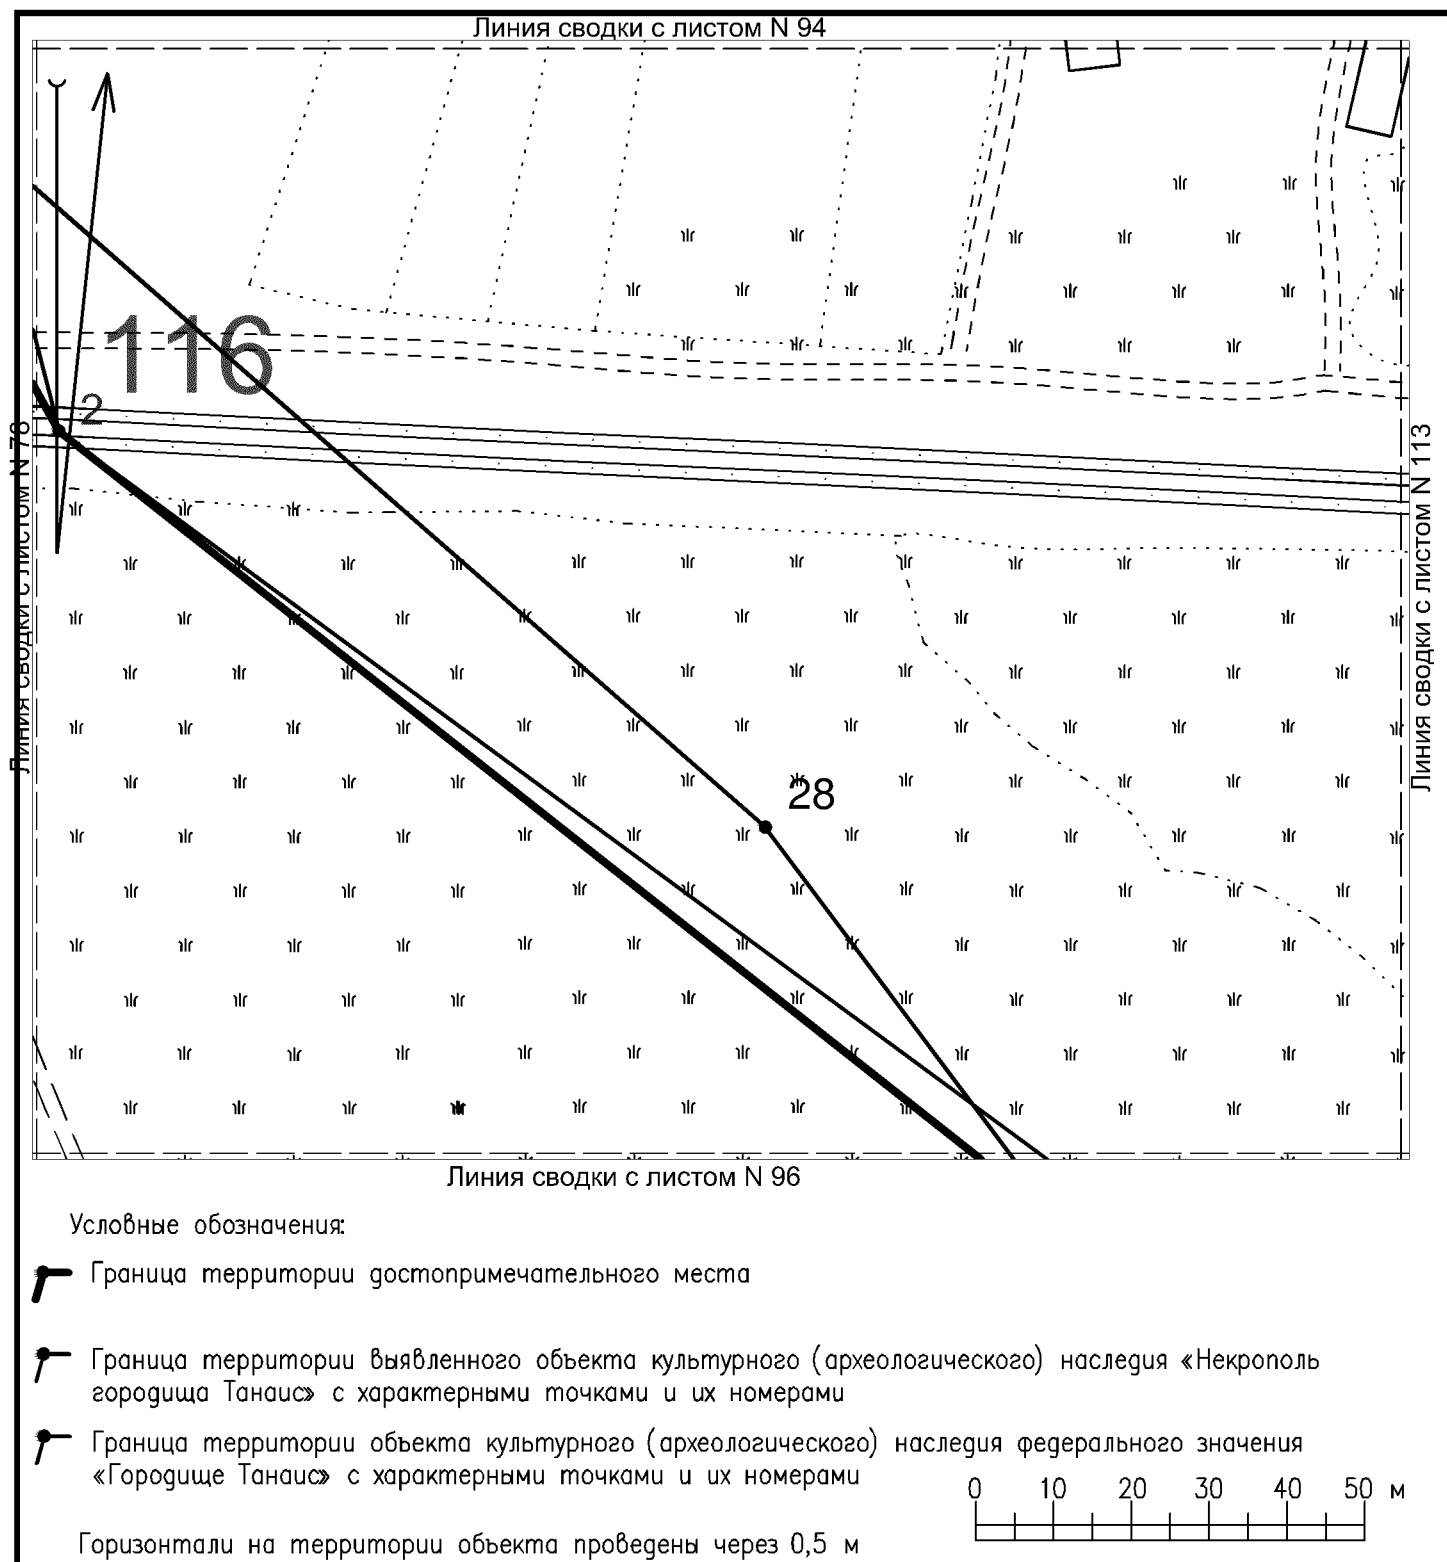 Линия сводки с листом N 94
116
2
Линия сводки с листом N 78
Линия сводки с листом N 113
28
Линия сводки с листом N 96
Условные обозначения:
Граница территории достопримечательного места
Граница территории выявленного объекта культурного (археологического) наследия «Некрополь
городища Танаис» с характерными точками и их номерами
Граница территории объекта культурного (археологического) наследия федерального значения
«Городище Танаис» с характерными точками и их номерами
0 10 20 30 40 50 м
Горизонтали на территории объекта проведены через 0,5 м